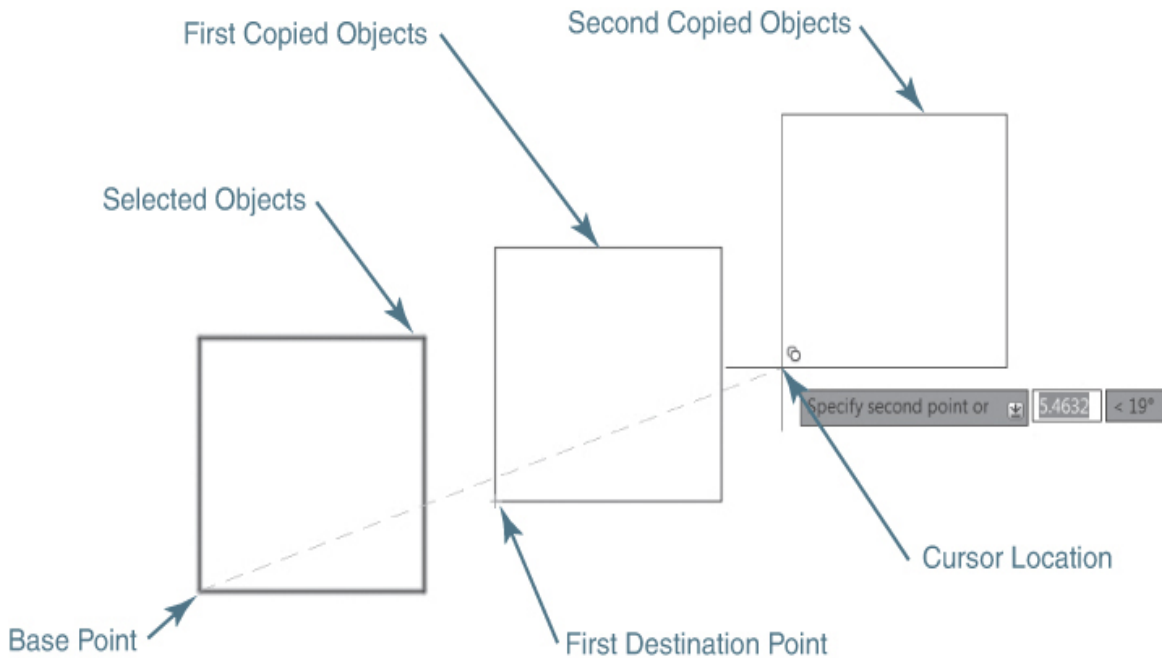 Second Copied Objects
First Copied Objects
Selected Objects
Specify second point or 5.4632 < 19°
Cursor Location
Base Point
First Destination Point